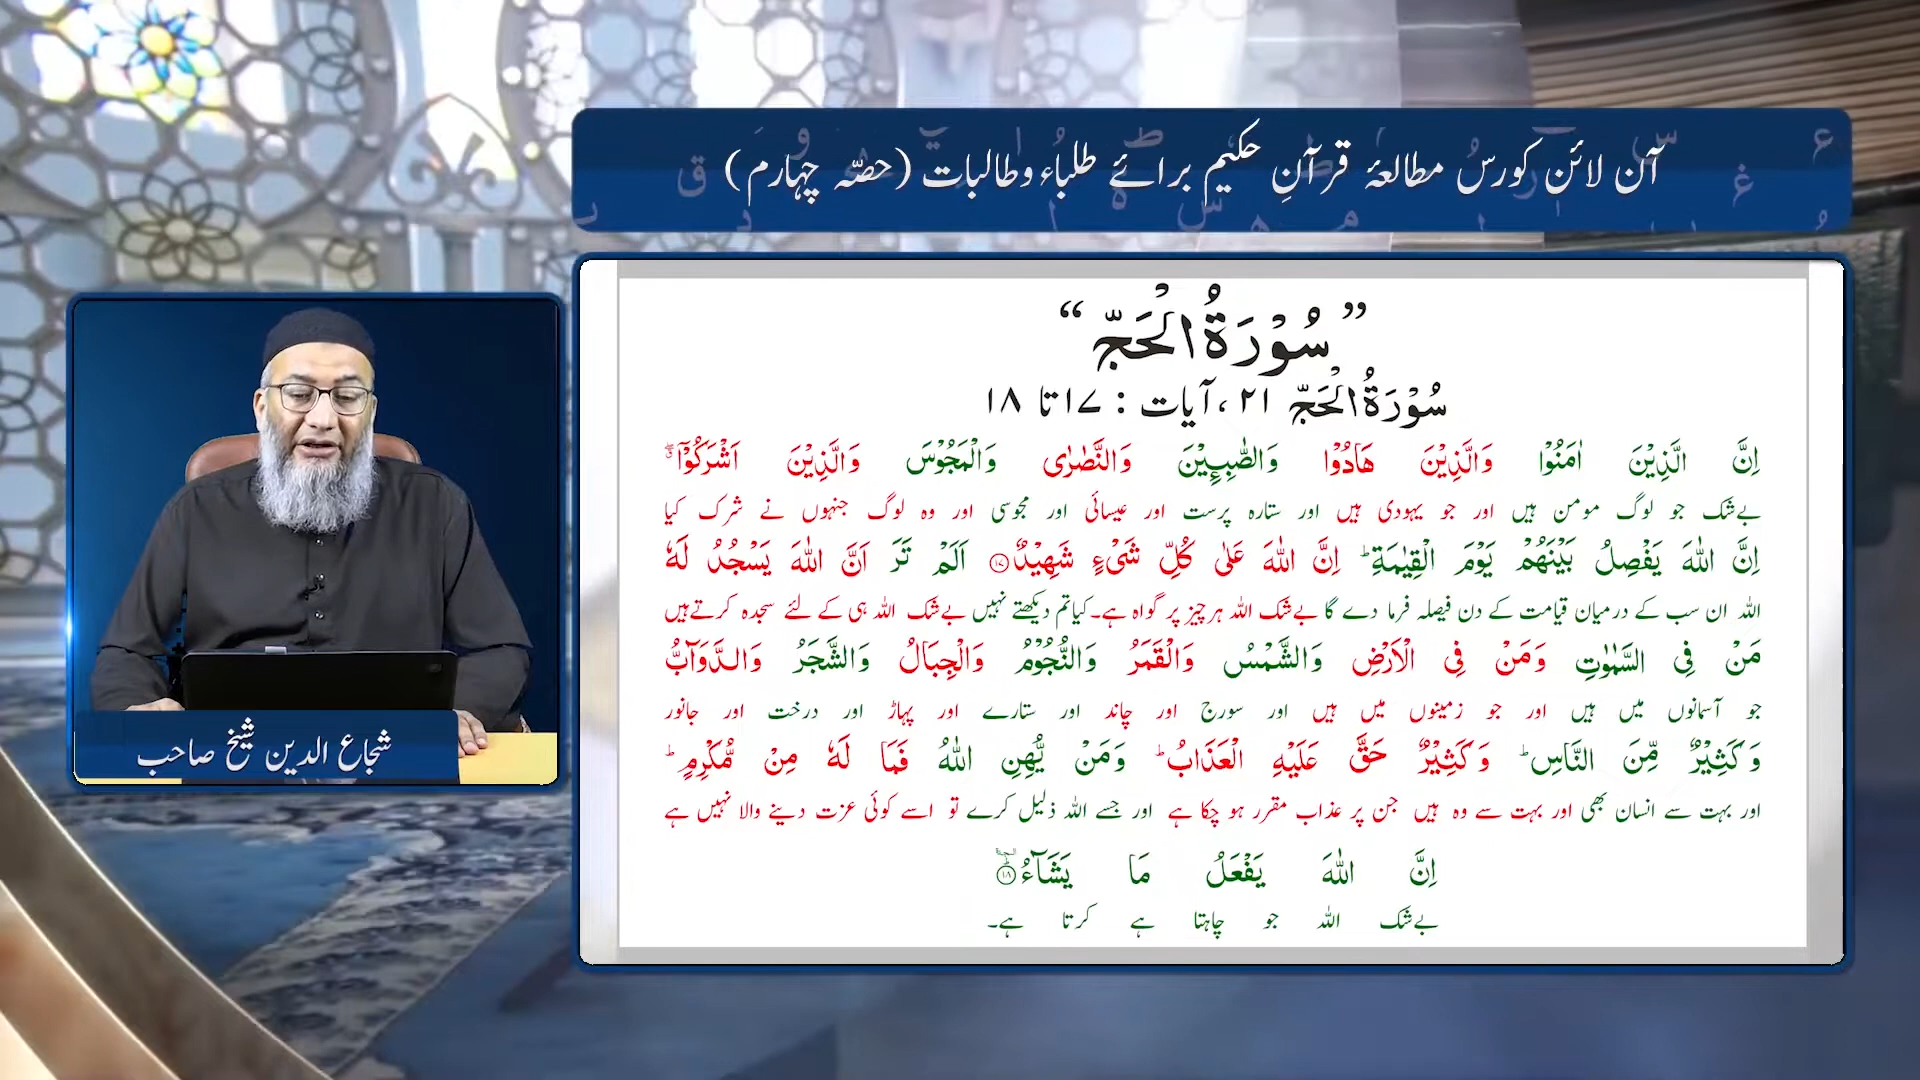 آن لائن کورس مطالعۂ قرآنِ حکیم برائے طلباء وطالبات (حصّہ چہارم)
”سُوْرَۃُ الْحَجِّ“
سُوْرَۃُ الْحَجِّ ۲۱ ،آیات : ۱۷ تا ۱۸
اِنَّ الَّذِیْنَ اٰمَنُوْا وَالَّذِیْنَ هَادُوْا وَالصّٰبِـِٕیْنَ وَالنَّصٰرٰی وَالْمَجُوْسَ وَالَّذِیْنَ اَشْرَكُوْۤا ۖۗ
بےشک جو لوگ مومن ہیں اور جو یہودی ہیں اور ستارہ پرست اور عیسائی اور مجوسی اور وہ لوگ جنہوں نے شرک کیا
اِنَّ اللّٰهَ یَفْصِلُ بَیْنَهُمْ یَوْمَ الْقِیٰمَةِ ؕ اِنَّ اللّٰهَ عَلٰی كُلِّ شَیْءٍ شَهِیْدٌ ۝۱۷ اَلَمْ تَرَ اَنَّ اللّٰهَ یَسْجُدُ لَهٗ
اللہ ان سب کے درمیان قیامت کے دن فیصلہ فرما دے گا بےشک اللہ ہر چیز پر گواہ ہے۔ کیا تم دیکھتے نہیں بےشک اللہ ہی کے لئے سجدہ کرتے ہیں
مَنْ فِی السَّمٰوٰتِ وَمَنْ فِی الْاَرْضِ وَالشَّمْسُ وَالْقَمَرُ وَالنُّجُوْمُ وَالْجِبَالُ وَالشَّجَرُ وَالدَّوَآبُّ
جو آسمانوں میں ہیں اور جو زمینوں میں ہیں اور سورج اور چاند اور ستارے اور پہاڑ اور درخت اور جانور
وَكَثِیْرٌ مِّنَ النَّاسِ ؕ وَكَثِیْرٌ حَقَّ عَلَیْهِ الْعَذَابُ ؕ وَمَنْ یُّهِنِ اللّٰهُ فَمَا لَهٗ مِنْ مُّكْرِمٍ ؕ
اور بہت سے انسان بھی اور بہت سے وہ ہیں جن پر عذاب مقرر ہو چکا ہے اور جسے اللہ ذلیل کرے تو اسے کوئی عزت دینے والا نہیں ہے
اِنَّ اللّٰهَ یَفْعَلُ مَا یَشَآءُ ۝۱۸
بےشک اللہ جو چاہتا ہے کرتا ہے۔
شجاع الدین شیخ صاحب